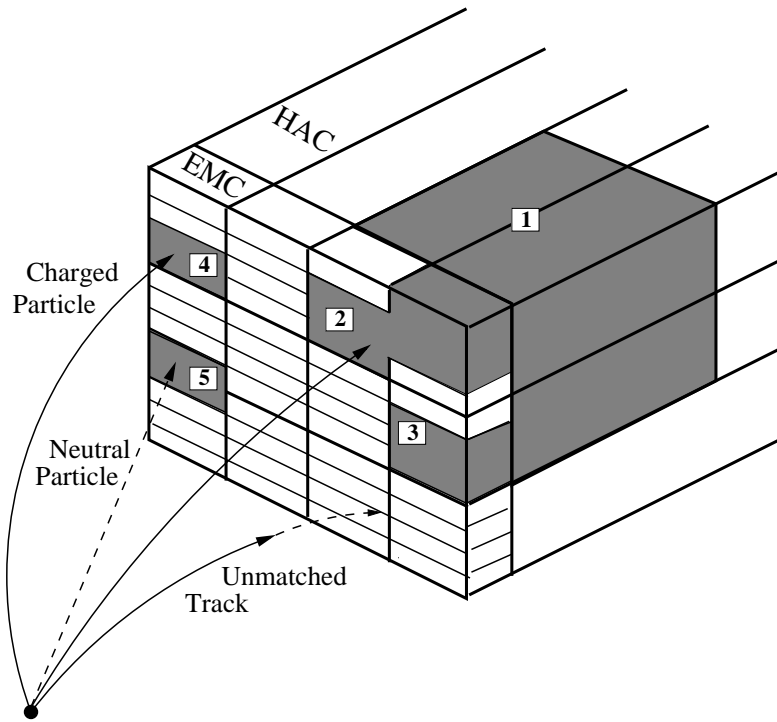 HAC
EMC
1
Charged
Particle
4
2
5
3
Neutral
Particle
Unmatched
Track